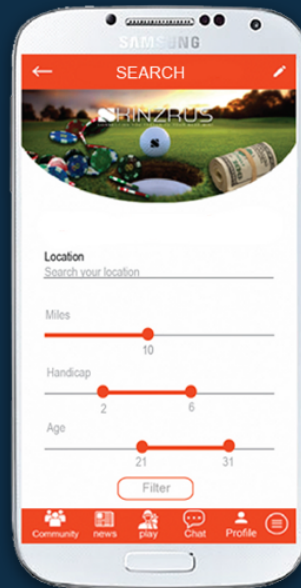 SAMSUNG
SEARCH
SKINZRUS
Location
Search your location
Miles
10
Handicap
2
6
Age
21
31
Filter
Community
news
play
Chat
Profile